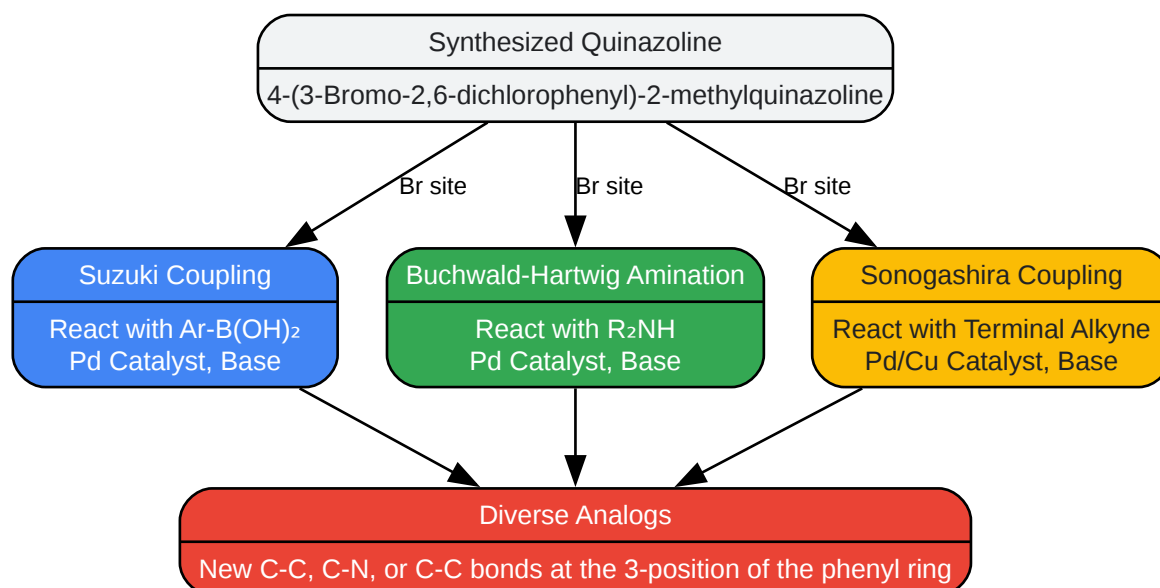 Synthesized Quinazoline
4-(3-Bromo-2,6-dichlorophenyl)-2-methylquinazoline
Br site
Br site
Br site
Suzuki Coupling
React with Ar-B(OH)₂
Pd Catalyst, Base
Buchwald-Hartwig Amination
React with R₂NH
Pd Catalyst, Base
Sonogashira Coupling
React with Terminal Alkyne
Pd/Cu Catalyst, Base
Diverse Analogs
New C-C, C-N, or C-C bonds at the 3-position of the phenyl ring